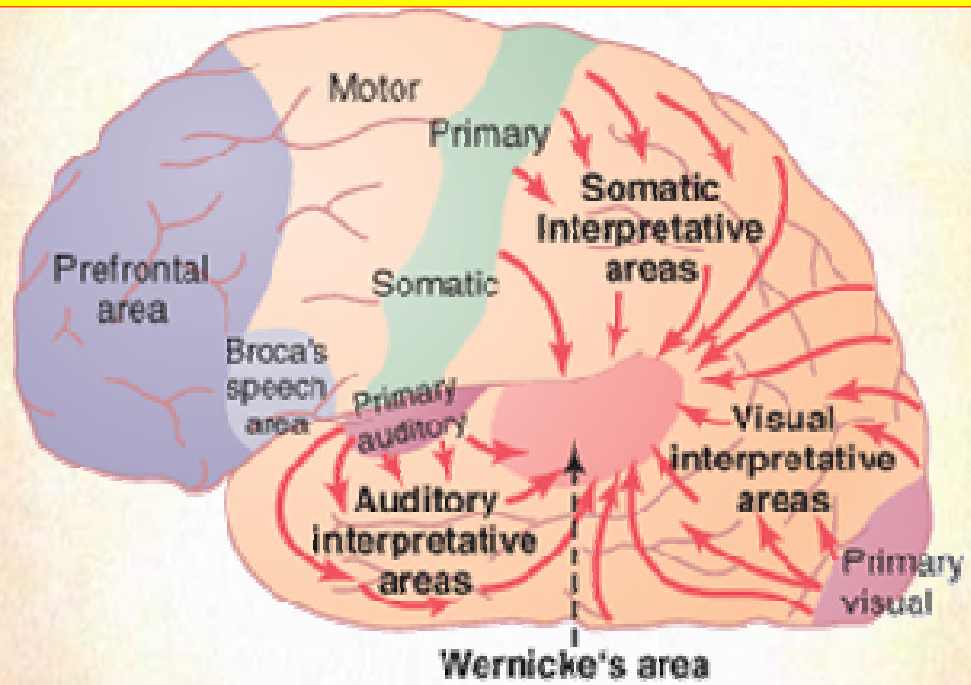 Motor
Primary
Somatic
Prefrontal
area
Somatic
Interpretative
areas
Broca's
speech
area
Primary
auditory
Auditory
interpretative
areas
Visual
interpretative
areas
Primary
visual
Wernicke's area